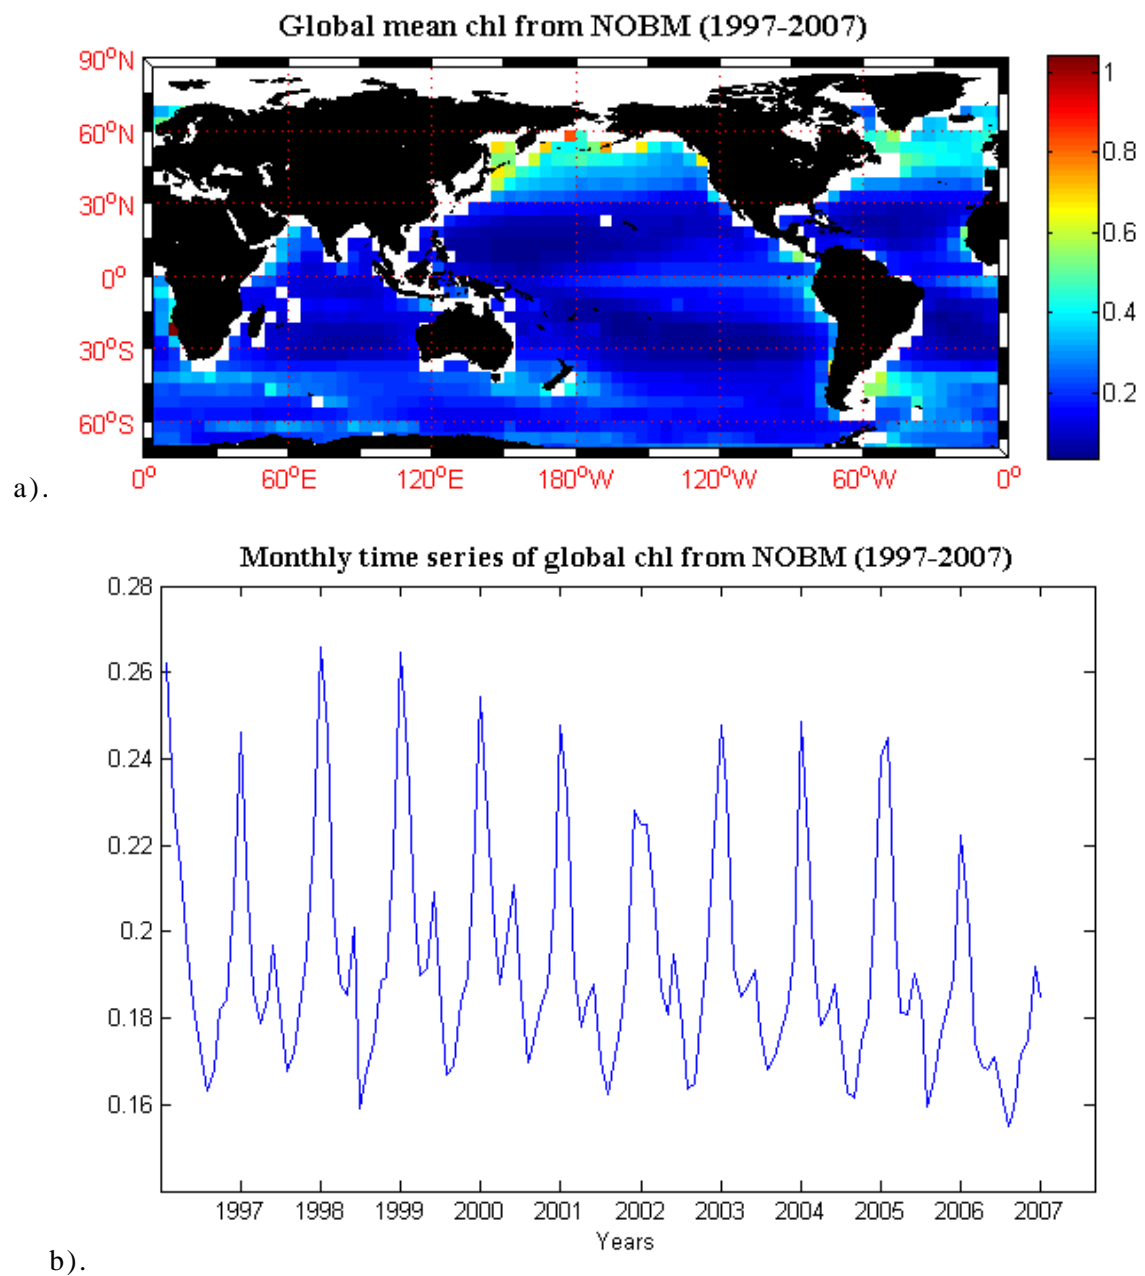 Global mean chl from NOBM (1997-2007)
90°N
60°N
30°N
0°
30°S
60°S
0° 60°E 120°E 180°W 120°W 60°W 0°
1
0.8
0.6
0.4
0.2
a).
Monthly time series of global chl from NOBM (1997-2007)
0.28
0.26
0.24
0.22
0.2
0.18
0.16
1997 1998 1999 2000 2001 2002 2003 2004 2005 2006 2007
Years
b).